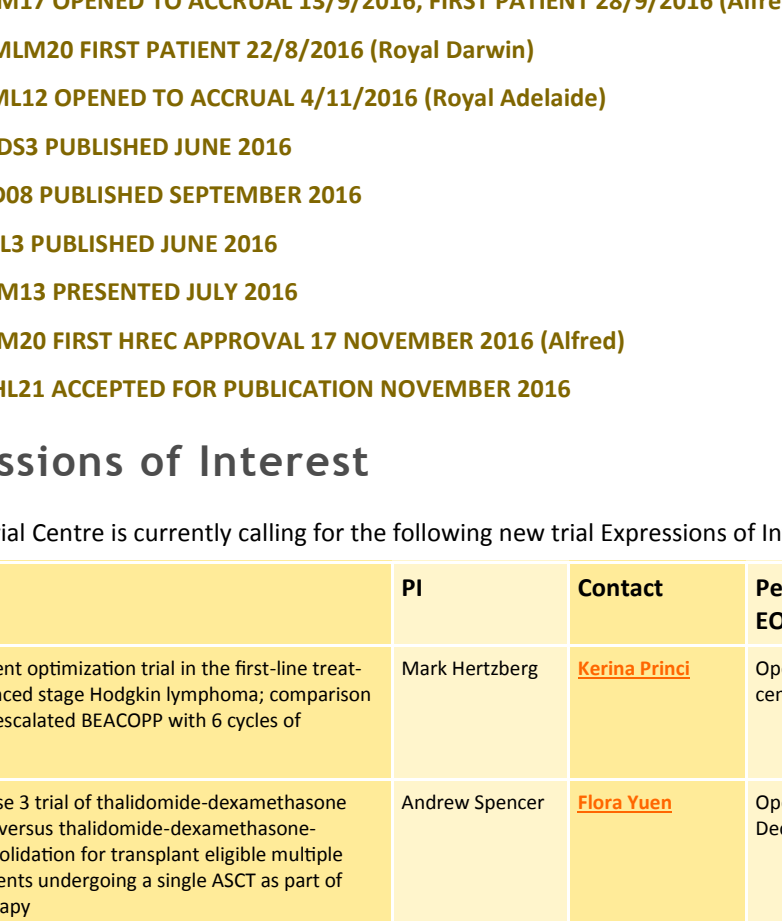 M17 OPENED TO ACCRUAL 13/9/2016, FIRST PATIENT 28/9/2016 (Alfre
MLM20 FIRST PATIENT 22/8/2016 (Royal Darwin)
ML12 OPENED TO ACCRUAL 4/11/2016 (Royal Adelaide)
DS3 PUBLISHED JUNE 2016
D08 PUBLISHED SEPTEMBER 2016
L3 PUBLISHED JUNE 2016
M13 PRESENTED JULY 2016
M20 FIRST HREC APPROVAL 17 NOVEMBER 2016 (Alfred)
HL21 ACCEPTED FOR PUBLICATION NOVEMBER 2016
ssions of Interest
rial Centre is currently calling for the following new trial Expressions of In
PI Contact Pe
EO
ent optimization trial in the first-line treat- Mark Hertzberg Kerina Princi Op
nced stage Hodgkin lymphoma; comparison cen
escalated BEACOPP with 6 cycles of
se 3 trial of thalidomide-dexamethasone Andrew Spencer Flora Yuen Op
versus thalidomide-dexamethasone- Dec
olidation for transplant eligible multiple
ents undergoing a single ASCT as part of
apy